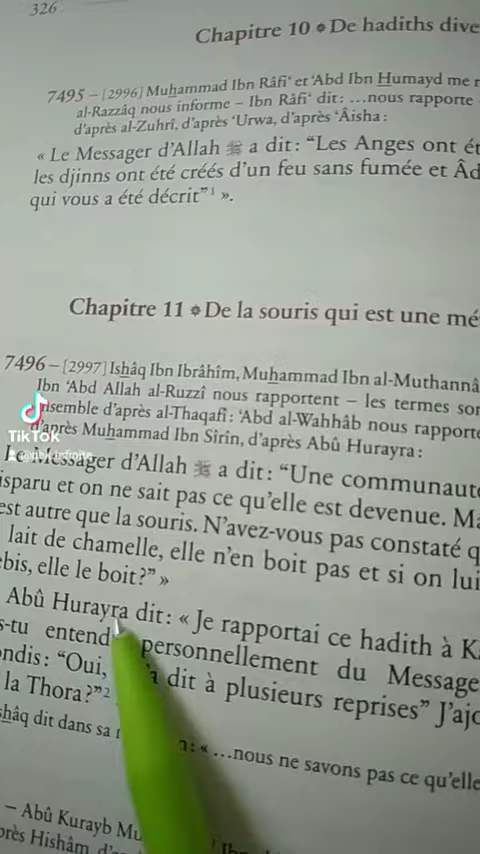 326
Chapitre 10 De hadiths dive
7495 – [2996] Muhammad Ibn Râfi‘ et ‘Abd Ibn Humayd me r
al-Razzâq nous informe – Ibn Râfi‘ dit: …nous rapporte
d'après al-Zuhrî, d'après ‘Urwa, d'après ‘Âisha:
« Le Messager d'Allah ﷺ a dit: “Les Anges ont ét
les djinns ont été créés d'un feu sans fumée et Âd
qui vous a été décrit”¹ ».
Chapitre 11 De la souris qui est une mé
7496 – [2997] Ishâq Ibn Ibrâhîm, Muhammad Ibn al-Muthannâ
Ibn ‘Abd Allah al-Ruzzî nous rapportent – les termes son
nsemble d'après al-Thaqafî: ‘Abd al-Wahhâb nous rapport
d'après Muhammad Ibn Sîrîn, d'après Abû Hurayra:
TikTok
Le Messager d'Allah ﷺ a dit: “Une communaut
isparu et on ne sait pas ce qu'elle est devenue. Ma
est autre que la souris. N'avez-vous pas constaté q
lait de chamelle, elle n'en boit pas et si on lui
ebis, elle le boit?” »
Abû Hurayra dit: « Je rapportai ce hadith à K
s-tu entend personnellement du Message
ondis: “Oui, a dit à plusieurs reprises” J'ajo
la Thora?”²
shâq dit dans sa : « …nous ne savons pas ce qu'elle
– Abû Kurayb Mu Ibn
près Hishâm, d'